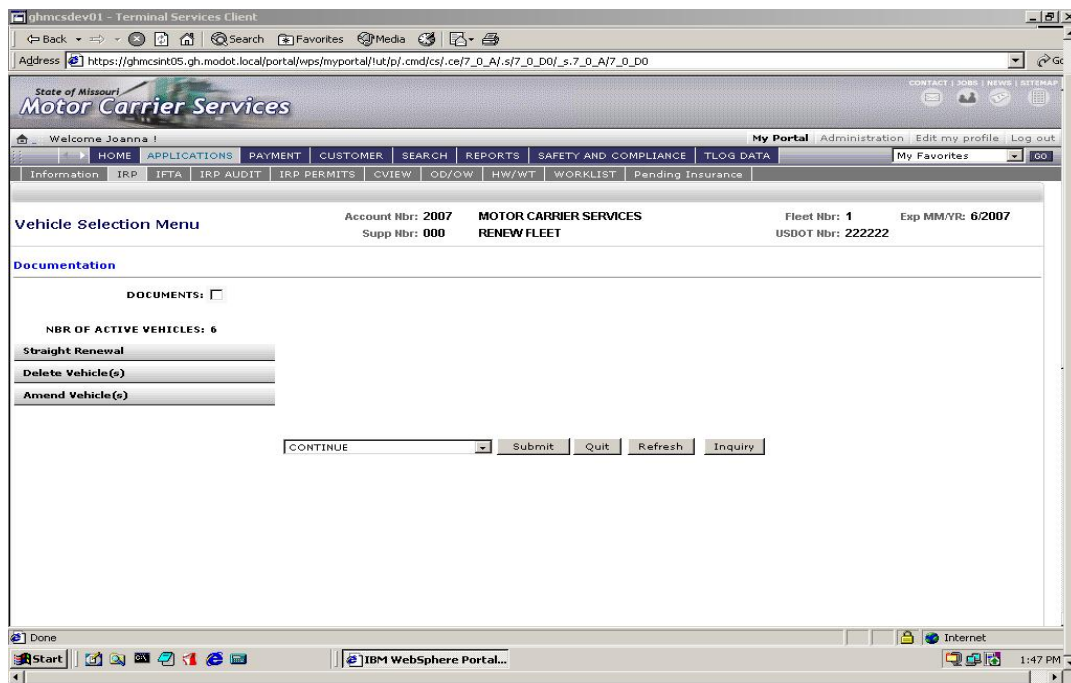 ghmcsdev01 - Terminal Services Client
Back Search Favorites Media
Address https://ghmcsint05.gh.modot.local/portal/wps/myportal/!ut/p/.cmd/cs/.ce/7_0_A/.s/7_0_D0/_s.7_0_A/7_0_D0
State of Missouri
Motor Carrier Services
CONTACT | JOBS | NEWS | SITEMAP
Welcome Joanna ! My Portal Administration Edit my profile Log out
HOME APPLICATIONS PAYMENT CUSTOMER SEARCH REPORTS SAFETY AND COMPLIANCE TLOG DATA My Favorites GO
Information IRP IFTA IRP AUDIT IRP PERMITS CVIEW OD/OW HW/WT WORKLIST Pending Insurance
Vehicle Selection Menu
Account Nbr: 2007 MOTOR CARRIER SERVICES Fleet Nbr: 1 Exp MM/YR: 6/2007
Supp Nbr: 000 RENEW FLEET USDOT Nbr: 222222
Documentation
DOCUMENTS:
NBR OF ACTIVE VEHICLES: 6
Straight Renewal
Delete Vehicle(s)
Amend Vehicle(s)
CONTINUE Submit Quit Refresh Inquiry
Done Internet
Start IBM WebSphere Portal... 1:47 PM